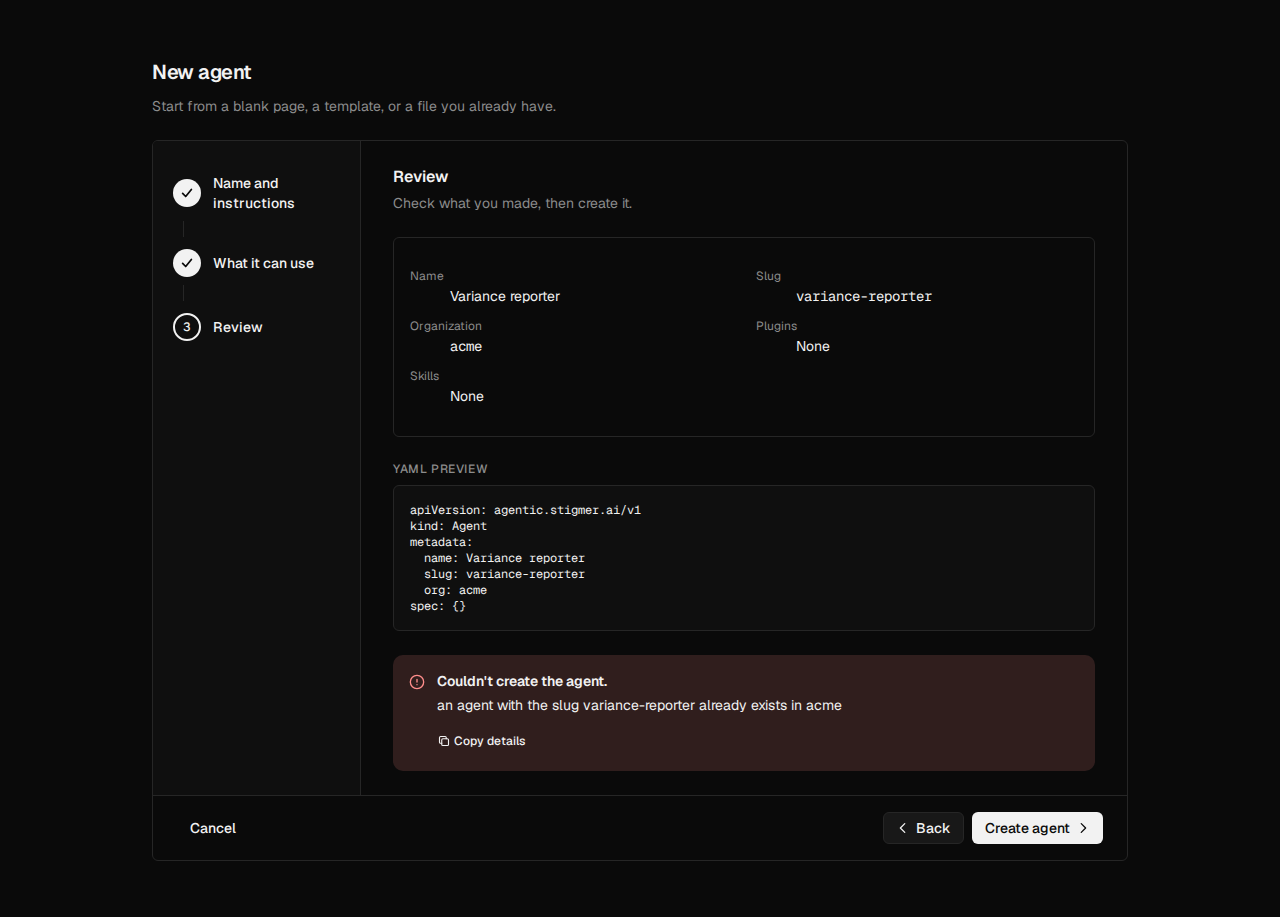 New agent
Start from a blank page, a template, or a file you already have.
Name and
instructions
What it can use
3 Review
Review
Check what you made, then create it.
Name
Variance reporter
Slug
variance-reporter
Organization
acme
Plugins
None
Skills
None
YAML PREVIEW
apiVersion: agentic.stigmer.ai/v1
kind: Agent
metadata:
  name: Variance reporter
  slug: variance-reporter
  org: acme
spec: {}
Couldn't create the agent.
an agent with the slug variance-reporter already exists in acme
Copy details
Cancel
Back
Create agent